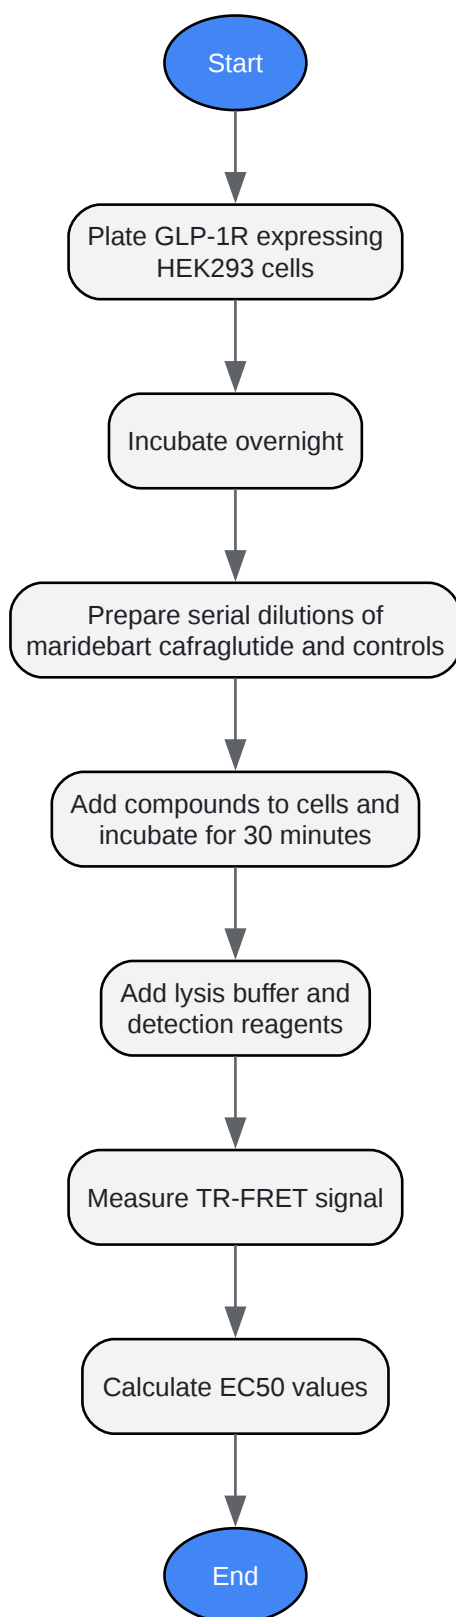 Start
Plate GLP-1R expressing
HEK293 cells
Incubate overnight
Prepare serial dilutions of
maridebart cafraglutide and controls
Add compounds to cells and
incubate for 30 minutes
Add lysis buffer and
detection reagents
Measure TR-FRET signal
Calculate EC50 values
End